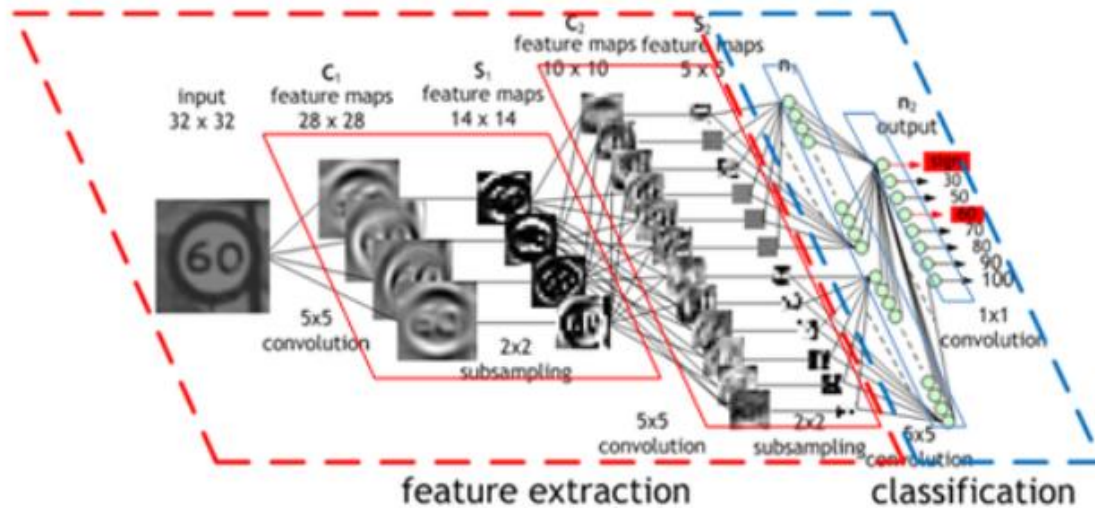 input
32 x 32
C1
feature maps
28 x 28
S1
feature maps
14 x 14
C2
feature maps
10 x 10
S2
feature maps
5 x 5
n1
n2
output
60
sign
30
50
60
70
80
90
100
5x5
convolution
2x2
subsampling
5x5
convolution
2x2
subsampling
5x5
convolution
1x1
convolution
feature extraction
classification